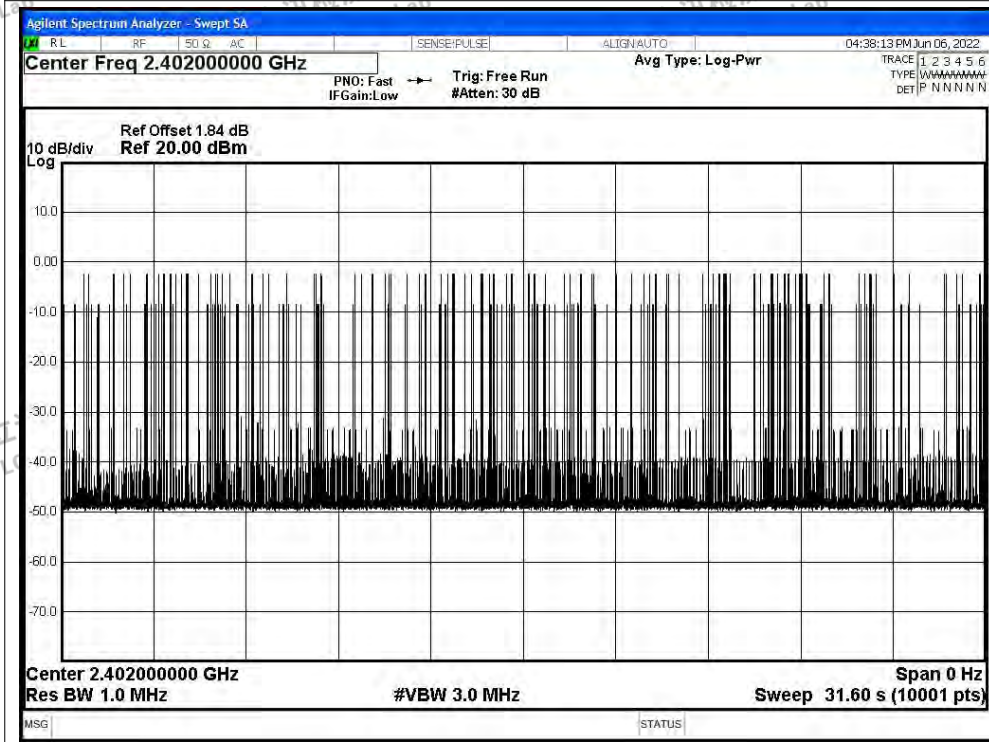 Agilent Spectrum Analyzer - Swept SA
RL RF 50 Ω AC SENSE:PULSE ALIGN AUTO 04:38:13 PM Jun 06, 2022
Center Freq 2.402000000 GHz
PNO: Fast
IFGain:Low
Trig: Free Run
#Atten: 30 dB
Avg Type: Log-Pwr
TRACE 1 2 3 4 5 6
TYPE
DET P N N N N N
Ref Offset 1.84 dB
10 dB/div Ref 20.00 dBm
Log
10.0
0.00
-10.0
-20.0
-30.0
-40.0
-50.0
-60.0
-70.0
Center 2.402000000 GHz Span 0 Hz
Res BW 1.0 MHz #VBW 3.0 MHz Sweep 31.60 s (10001 pts)
MSG STATUS